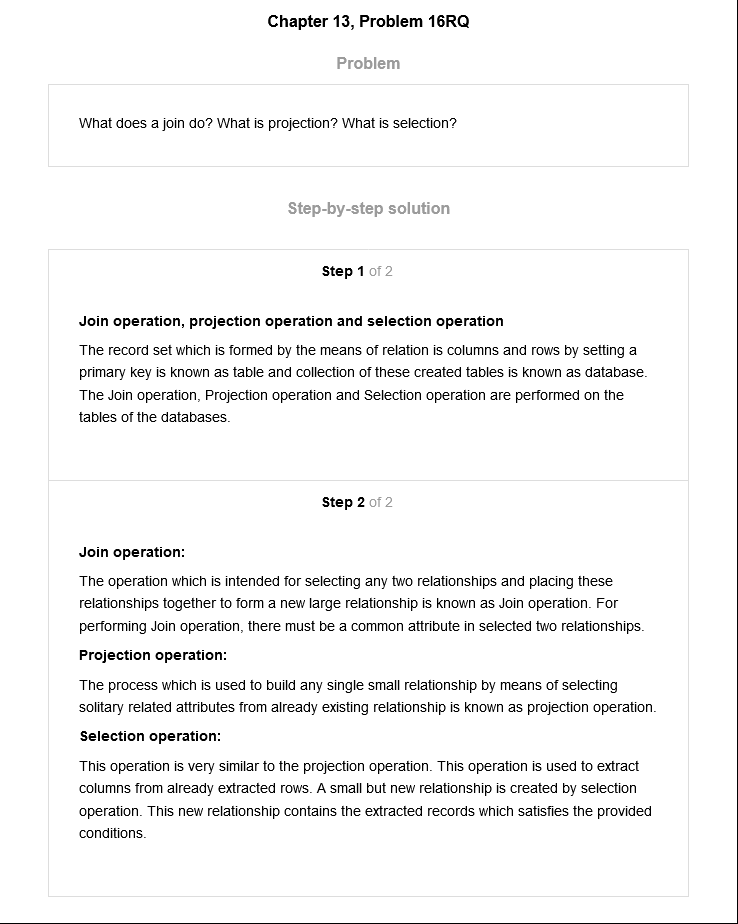 Chapter 13, Problem 16RQ
Problem
What does a join do? What is projection? What is selection?
Step-by-step solution
Step 1 of 2
Join operation, projection operation and selection operation
The record set which is formed by the means of relation is columns and rows by setting a
primary key is known as table and collection of these created tables is known as database.
The Join operation, Projection operation and Selection operation are performed on the
tables of the databases.
Step 2 of 2
Join operation:
The operation which is intended for selecting any two relationships and placing these
relationships together to form a new large relationship is known as Join operation. For
performing Join operation, there must be a common attribute in selected two relationships.
Projection operation:
The process which is used to build any single small relationship by means of selecting
solitary related attributes from already existing relationship is known as projection operation.
Selection operation:
This operation is very similar to the projection operation. This operation is used to extract
columns from already extracted rows. A small but new relationship is created by selection
operation. This new relationship contains the extracted records which satisfies the provided
conditions.